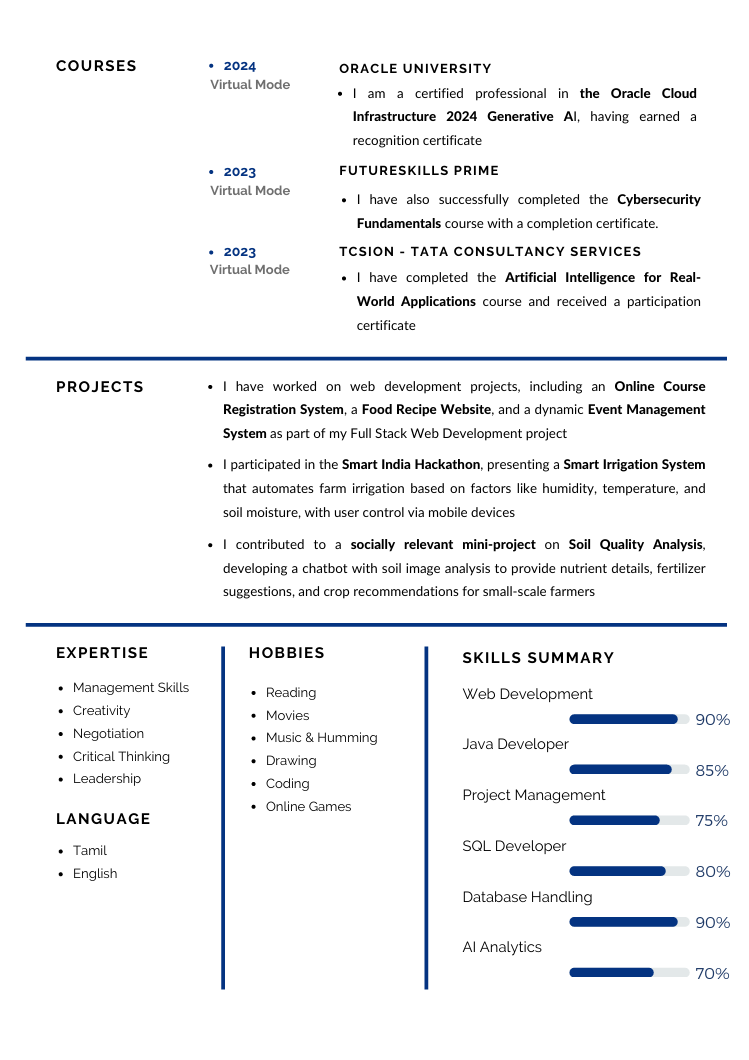 COURSES
• 2024
Virtual Mode
ORACLE UNIVERSITY
• I am a certified professional in the Oracle Cloud
Infrastructure 2024 Generative AI, having earned a
recognition certificate
• 2023
Virtual Mode
FUTURESKILLS PRIME
• I have also successfully completed the Cybersecurity
Fundamentals course with a completion certificate.
• 2023
Virtual Mode
TCSION - TATA CONSULTANCY SERVICES
• I have completed the Artificial Intelligence for Real-
World Applications course and received a participation
certificate
PROJECTS
• I have worked on web development projects, including an Online Course
Registration System, a Food Recipe Website, and a dynamic Event Management
System as part of my Full Stack Web Development project
• I participated in the Smart India Hackathon, presenting a Smart Irrigation System
that automates farm irrigation based on factors like humidity, temperature, and
soil moisture, with user control via mobile devices
• I contributed to a socially relevant mini-project on Soil Quality Analysis,
developing a chatbot with soil image analysis to provide nutrient details, fertilizer
suggestions, and crop recommendations for small-scale farmers
EXPERTISE
• Management Skills
• Creativity
• Negotiation
• Critical Thinking
• Leadership
LANGUAGE
• Tamil
• English
HOBBIES
• Reading
• Movies
• Music & Humming
• Drawing
• Coding
• Online Games
SKILLS SUMMARY
Web Development
90%
Java Developer
85%
Project Management
75%
SQL Developer
80%
Database Handling
90%
AI Analytics
70%